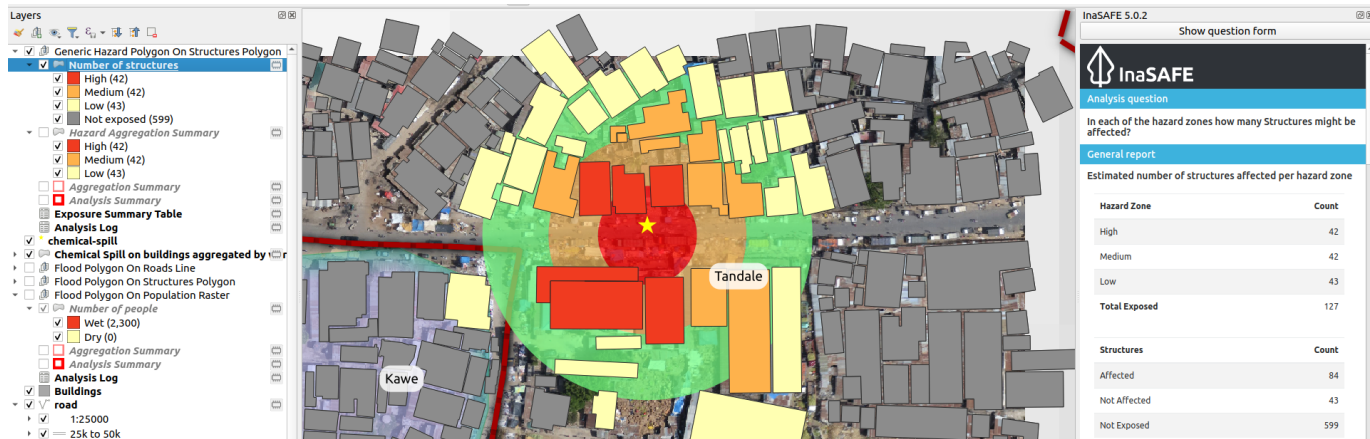 Layers
Generic Hazard Polygon On Structures Polygon
Number of structures
High (42)
Medium (42)
Low (43)
Not exposed (599)
Hazard Aggregation Summary
High (42)
Medium (42)
Low (43)
Aggregation Summary
Analysis Summary
Exposure Summary Table
Analysis Log
chemical-spill
Chemical Spill on buildings aggregated by
Flood Polygon On Roads Line
Flood Polygon On Structures Polygon
Flood Polygon On Population Raster
Number of people
Wet (2,300)
Dry (0)
Aggregation Summary
Analysis Summary
Analysis Log
Buildings
road
1:25000
25k to 50k
Tandale
Kawe
InaSAFE 5.0.2
Show question form
InaSAFE
Analysis question
In each of the hazard zones how many Structures might be
affected?
General report
Estimated number of structures affected per hazard zone
Hazard Zone Count
High 42
Medium 42
Low 43
Total Exposed 127
Structures Count
Affected 84
Not Affected 43
Not Exposed 599